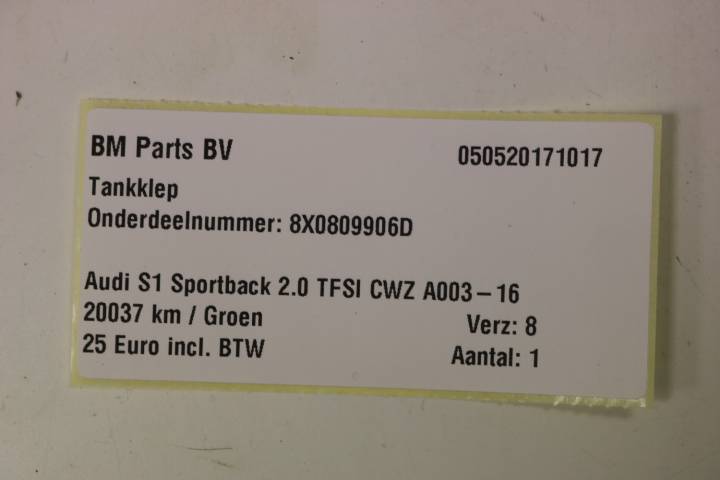 BM Parts BV 050520171017
Tankklep
Onderdeelnummer: 8X0809906D
Audi S1 Sportback 2.0 TFSI CWZ A003-16
20037 km / Groen Verz: 8
25 Euro incl. BTW Aantal: 1